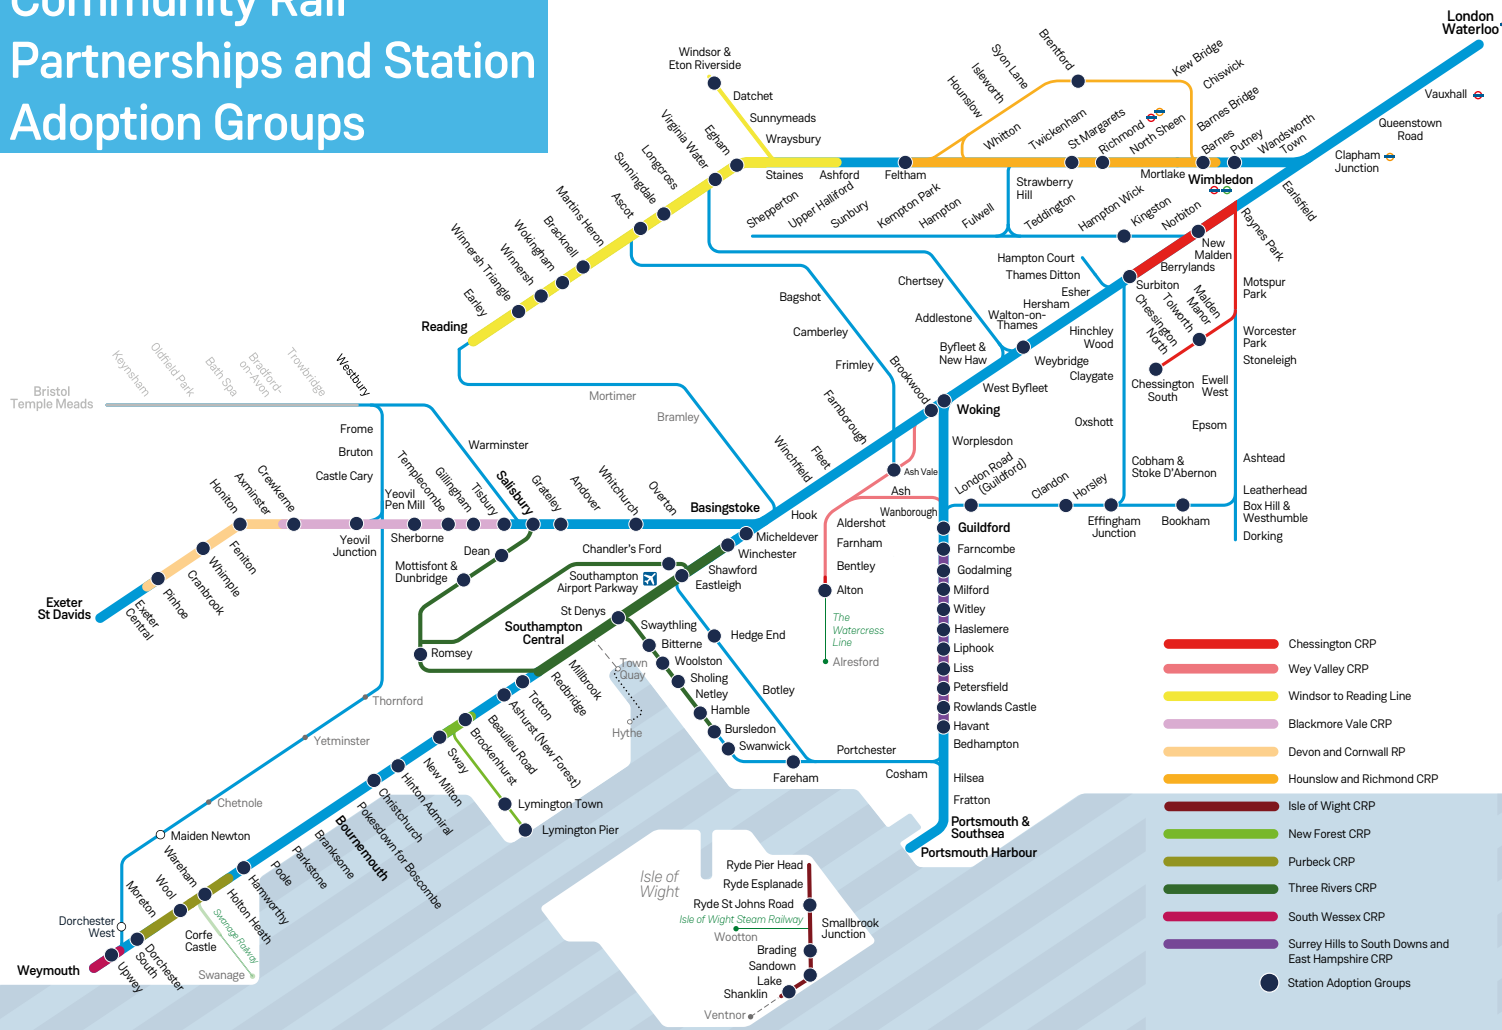 Community Rail
Partnerships and Station
Adoption Groups
London
Waterloo
Vauxhall
Queenstown
Road
Clapham
Junction
Earlsfield
Wandsworth
Town
Putney
Barnes
Barnes Bridge
Chiswick
Kew Bridge
Brentford
Syon Lane
Isleworth
Hounslow
Whitton
Twickenham
St Margarets
Richmond
North Sheen
Mortlake
Wimbledon
Feltham
Ashford
Staines
Windsor &
Eton Riverside
Datchet
Sunnymeads
Wraysbury
Egham
Virginia Water
Longcross
Sunningdale
Ascot
Martins Heron
Bracknell
Wokingham
Winnersh
Winnersh Triangle
Earley
Reading
Shepperton
Upper Halliford
Sunbury
Kempton Park
Hampton
Fulwell
Strawberry
Hill
Teddington
Hampton Wick
Kingston
Norbiton
New
Malden
Raynes Park
Berrylands
Surbiton
Hampton Court
Thames Ditton
Esher
Hersham
Walton-on-
Thames
Weybridge
Byfleet &
New Haw
West Byfleet
Woking
Brookwood
Chertsey
Addlestone
Bagshot
Camberley
Frimley
Motspur
Park
Malden
Manor
Tolworth
Chessington
North
Chessington
South
Worcester
Park
Stoneleigh
Ewell
West
Epsom
Ashtead
Leatherhead
Box Hill &
Westhumble
Dorking
Hinchley
Wood
Claygate
Oxshott
Cobham &
Stoke D'Abernon
Bookham
Effingham
Junction
Horsley
Clandon
London Road
(Guildford)
Worplesdon
Guildford
Farncombe
Godalming
Milford
Witley
Haslemere
Liphook
Liss
Petersfield
Rowlands Castle
Havant
Bedhampton
Hilsea
Fratton
Portsmouth &
Southsea
Portsmouth Harbour
Ash Vale
Ash
Wanborough
Aldershot
Farnham
Bentley
Alton
The
Watercress
Line
Alresford
Farnborough
Fleet
Winchfield
Hook
Basingstoke
Mortimer
Bramley
Bristol
Temple Meads
Keynsham
Oldfield Park
Bath Spa
Bradford-
on-Avon
Trowbridge
Westbury
Warminster
Frome
Bruton
Castle Cary
Yeovil
Pen Mill
Salisbury
Grateley
Andover
Whitchurch
Overton
Tisbury
Gillingham
Templecombe
Sherborne
Yeovil
Junction
Crewkerne
Axminster
Honiton
Feniton
Whimple
Cranbrook
Pinhoe
Exeter
Central
Exeter
St Davids
Dean
Mottisfont &
Dunbridge
Romsey
Chandler's Ford
Southampton
Airport Parkway
Micheldever
Winchester
Shawford
Eastleigh
St Denys
Southampton
Central
Swaythling
Bitterne
Woolston
Sholing
Netley
Hamble
Bursledon
Swanwick
Fareham
Portchester
Cosham
Hedge End
Botley
Town
Quay
Hythe
Millbrook
Redbridge
Totton
Ashurst (New Forest)
Beaulieu Road
Brockenhurst
Lymington Town
Lymington Pier
Sway
New Milton
Hinton Admiral
Christchurch
Pokesdown for Boscombe
Bournemouth
Branksome
Parkstone
Poole
Hamworthy
Holton Heath
Wareham
Wool
Moreton
Dorchester
South
Dorchester
West
Upwey
Weymouth
Corfe
Castle
Swanage Railway
Swanage
Thornford
Yetminster
Chetnole
Maiden Newton
Isle of
Wight
Ryde Pier Head
Ryde Esplanade
Ryde St Johns Road
Isle of Wight Steam Railway
Wootton
Smallbrook
Junction
Brading
Sandown
Lake
Shanklin
Ventnor
Chessington CRP
Wey Valley CRP
Windsor to Reading Line
Blackmore Vale CRP
Devon and Cornwall RP
Hounslow and Richmond CRP
Isle of Wight CRP
New Forest CRP
Purbeck CRP
Three Rivers CRP
South Wessex CRP
Surrey Hills to South Downs and
East Hampshire CRP
Station Adoption Groups